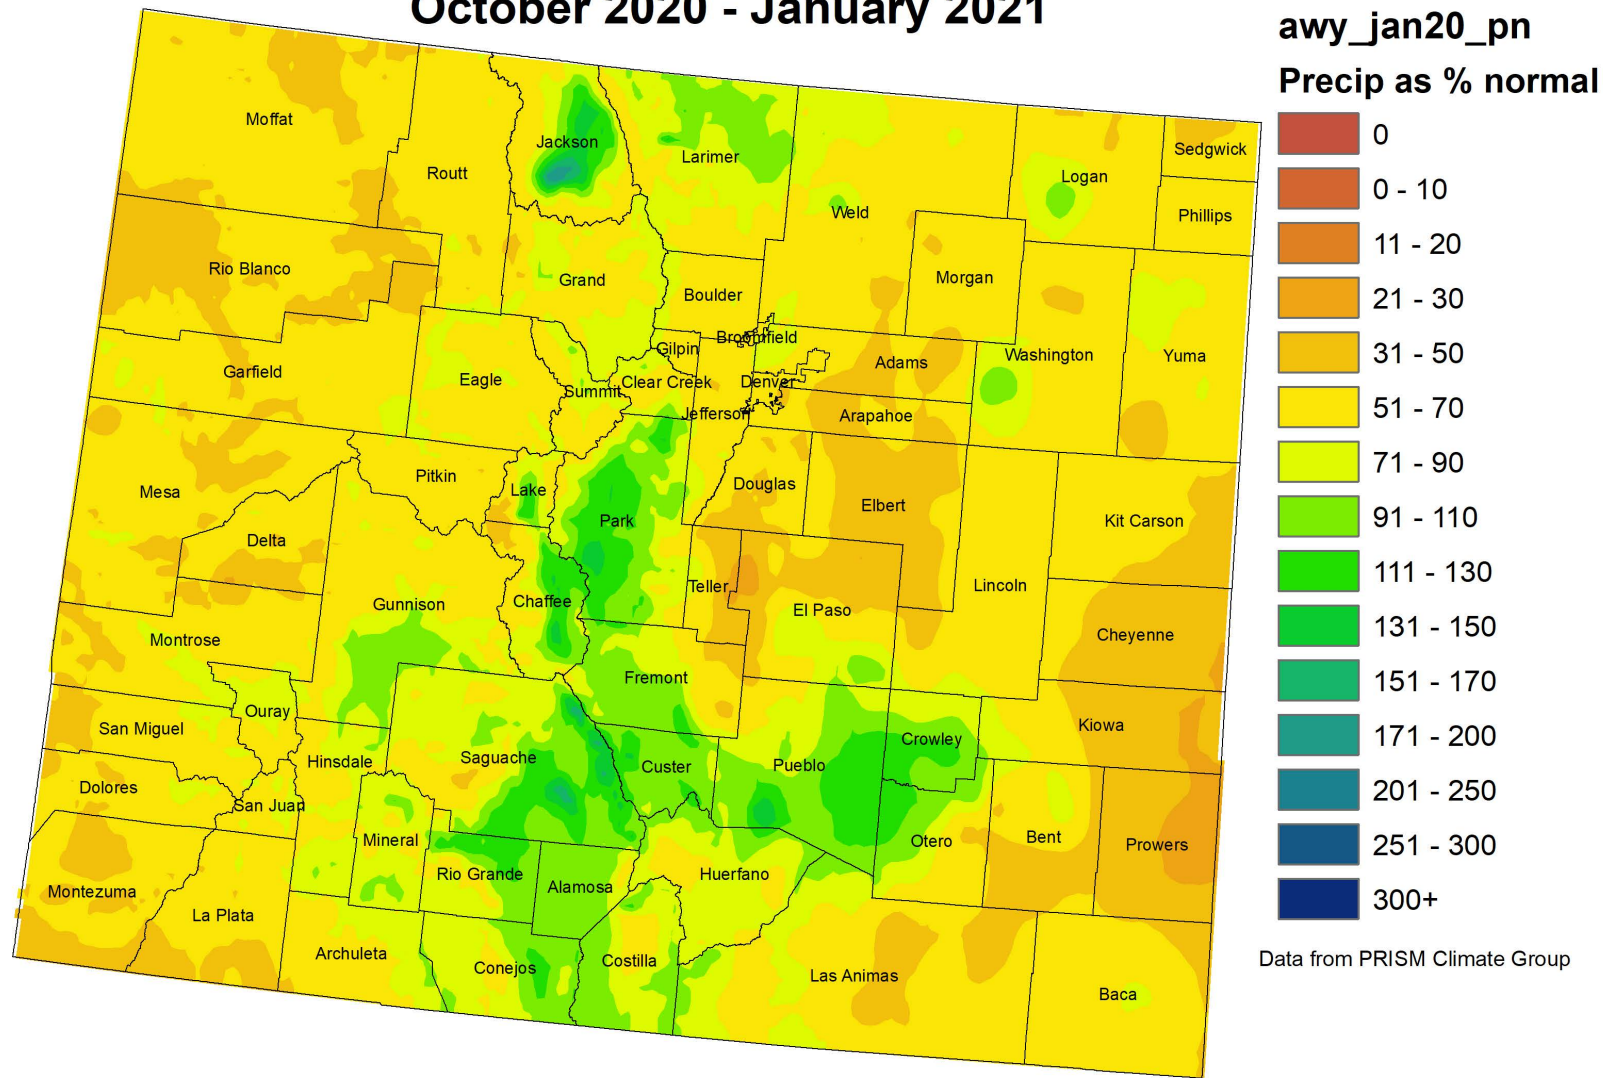 October 2020 - January 2021
awy_jan20_pn
Precip as % normal
0
0 - 10
11 - 20
21 - 30
31 - 50
51 - 70
71 - 90
91 - 110
111 - 130
131 - 150
151 - 170
171 - 200
201 - 250
251 - 300
300+
Data from PRISM Climate Group
Moffat
Routt
Jackson
Larimer
Weld
Logan
Sedgwick
Phillips
Rio Blanco
Grand
Boulder
Morgan
Broomfield
Gilpin
Garfield
Eagle
Summit
Clear Creek
Denver
Adams
Washington
Yuma
Jefferson
Arapahoe
Mesa
Pitkin
Lake
Park
Douglas
Elbert
Kit Carson
Delta
Gunnison
Chaffee
Teller
El Paso
Lincoln
Cheyenne
Montrose
Fremont
Ouray
San Miguel
Hinsdale
Saguache
Custer
Pueblo
Crowley
Kiowa
Dolores
San Juan
Mineral
Otero
Bent
Prowers
Montezuma
La Plata
Rio Grande
Alamosa
Huerfano
Archuleta
Conejos
Costilla
Las Animas
Baca